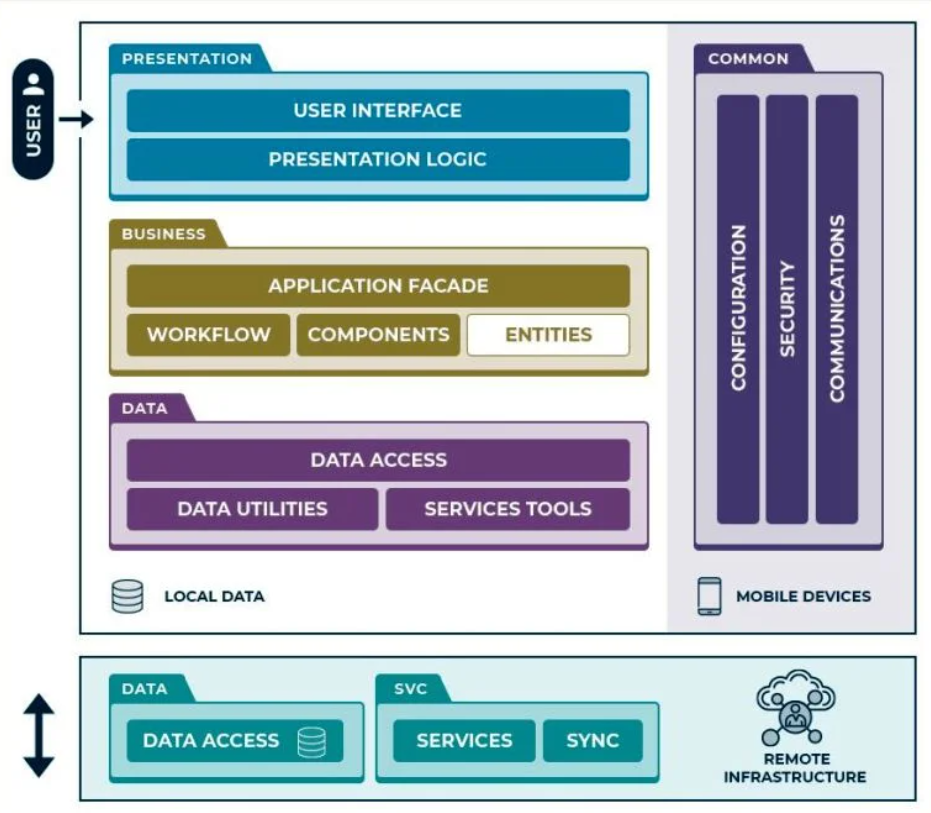 USER
PRESENTATION
USER INTERFACE
PRESENTATION LOGIC
BUSINESS
APPLICATION FACADE
WORKFLOW
COMPONENTS
ENTITIES
DATA
DATA ACCESS
DATA UTILITIES
SERVICES TOOLS
LOCAL DATA
COMMON
CONFIGURATION
SECURITY
COMMUNICATIONS
MOBILE DEVICES
DATA
DATA ACCESS
SVC
SERVICES
SYNC
REMOTE
INFRASTRUCTURE